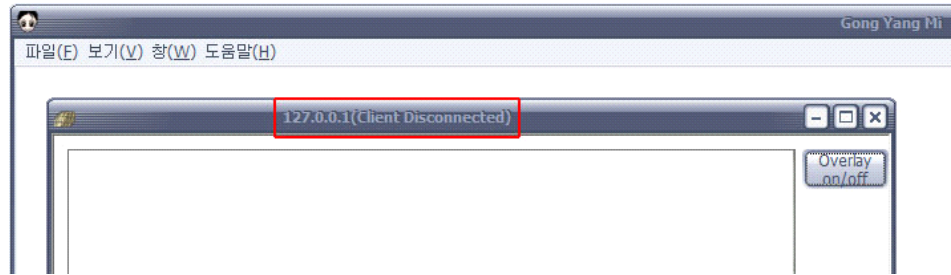 Gong Yang Mi
파일(F) 보기(V) 창(W) 도움말(H)
127.0.0.1(Client Disconnected)
Overlay
on/off